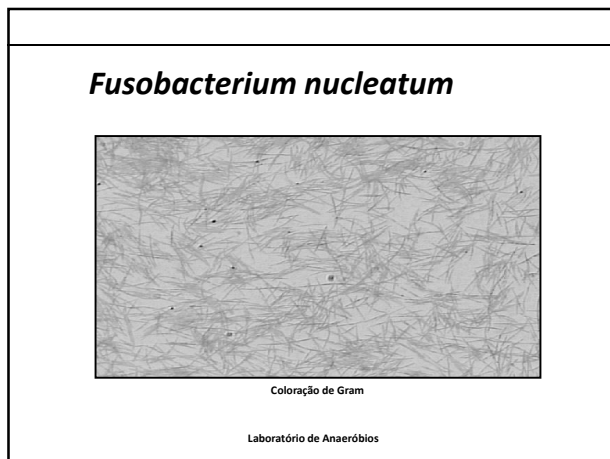 Fusobacterium nucleatum
Coloração de Gram
Laboratório de Anaeróbios